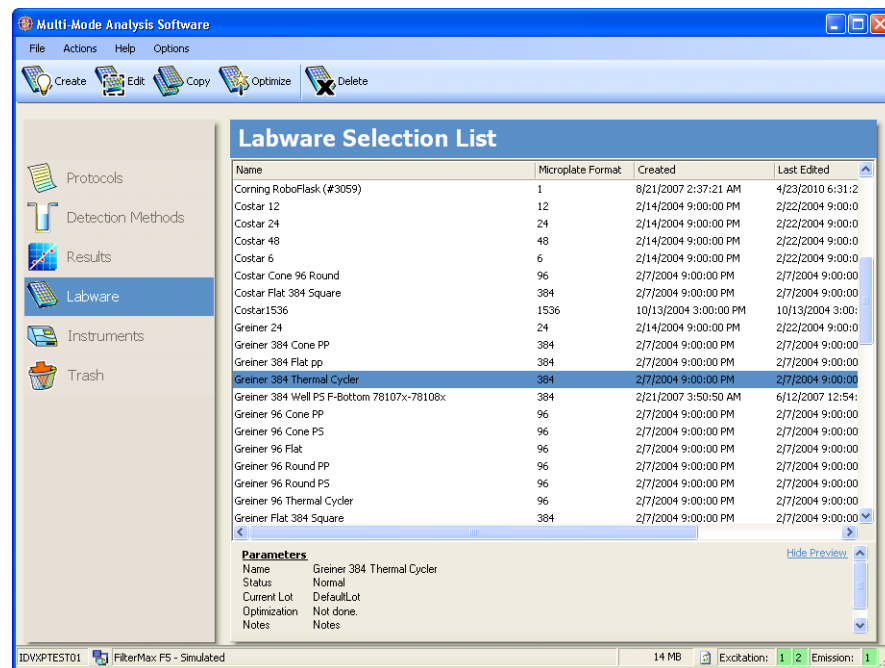 Multi-Mode Analysis Software
File Actions Help Options
Create Edit Copy Optimize Delete
Labware Selection List
Protocols
Detection Methods
Results
Labware
Instruments
Trash
Name Microplate Format Created Last Edited
Corning RoboFlask (#3059) 1 8/21/2007 2:37:21 AM 4/23/2010 6:31:2
Costar 12 12 2/14/2004 9:00:00 PM 2/22/2004 9:00:0
Costar 24 24 2/14/2004 9:00:00 PM 2/22/2004 9:00:0
Costar 48 48 2/14/2004 9:00:00 PM 2/22/2004 9:00:0
Costar 6 6 2/14/2004 9:00:00 PM 2/22/2004 9:00:0
Costar Cone 96 Round 96 2/7/2004 9:00:00 PM 2/7/2004 9:00:00
Costar Flat 384 Square 384 2/7/2004 9:00:00 PM 2/7/2004 9:00:00
Costar1536 1536 10/13/2004 3:00:00 PM 10/13/2004 3:00:
Greiner 24 24 2/14/2004 9:00:00 PM 2/22/2004 9:00:0
Greiner 384 Cone PP 384 2/7/2004 9:00:00 PM 2/7/2004 9:00:00
Greiner 384 Flat pp 384 2/7/2004 9:00:00 PM 2/7/2004 9:00:00
Greiner 384 Thermal Cycler 384 2/7/2004 9:00:00 PM 2/7/2004 9:00:00
Greiner 384 Well PS F-Bottom 78107x-78108x 384 2/21/2007 3:50:50 AM 6/12/2007 12:54:
Greiner 96 Cone PP 96 2/7/2004 9:00:00 PM 2/7/2004 9:00:00
Greiner 96 Cone PS 96 2/7/2004 9:00:00 PM 2/7/2004 9:00:00
Greiner 96 Flat 96 2/7/2004 9:00:00 PM 2/7/2004 9:00:00
Greiner 96 Round PP 96 2/7/2004 9:00:00 PM 2/7/2004 9:00:00
Greiner 96 Round PS 96 2/7/2004 9:00:00 PM 2/7/2004 9:00:00
Greiner 96 Thermal Cycler 96 2/7/2004 9:00:00 PM 2/7/2004 9:00:00
Greiner Flat 384 Square 384 2/7/2004 9:00:00 PM 2/7/2004 9:00:00
Parameters Hide Preview
Name Greiner 384 Thermal Cycler
Status Normal
Current Lot DefaultLot
Optimization Not done.
Notes Notes
IDVXPTEST01 FilterMax F5 - Simulated 14 MB Excitation: 1 2 Emission: 1